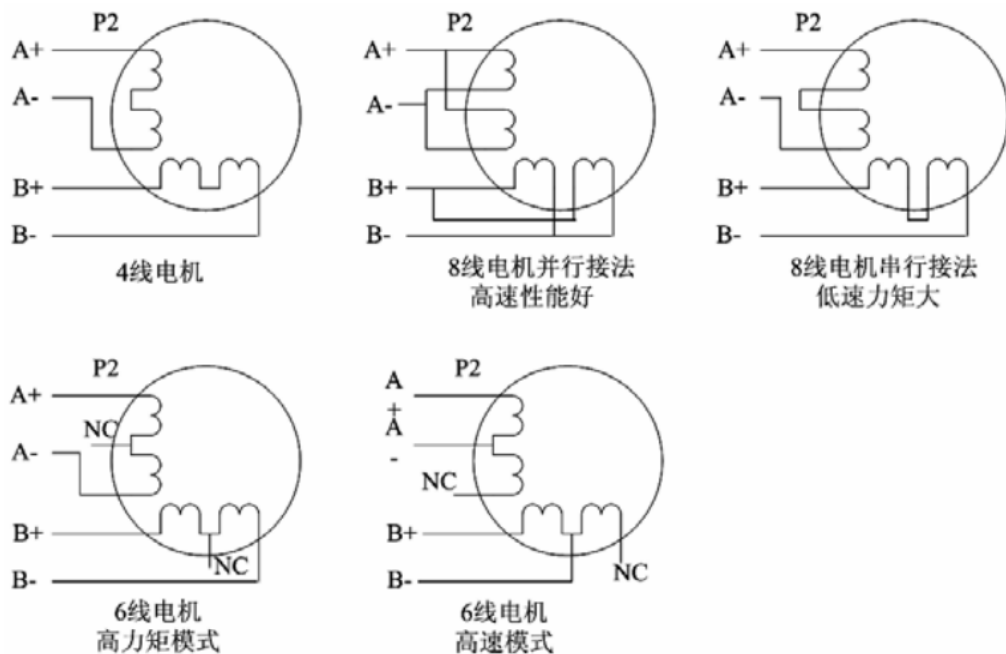 P2
A+
A-
B+
B-
4线电机
P2
A+
A-
B+
B-
8线电机并行接法
高速性能好
P2
A+
A-
B+
B-
8线电机串行接法
低速力矩大
P2
A+
NC
A-
B+
NC
B-
6线电机
高力矩模式
P2
A
+
A
-
NC
B+
NC
B-
6线电机
高速模式